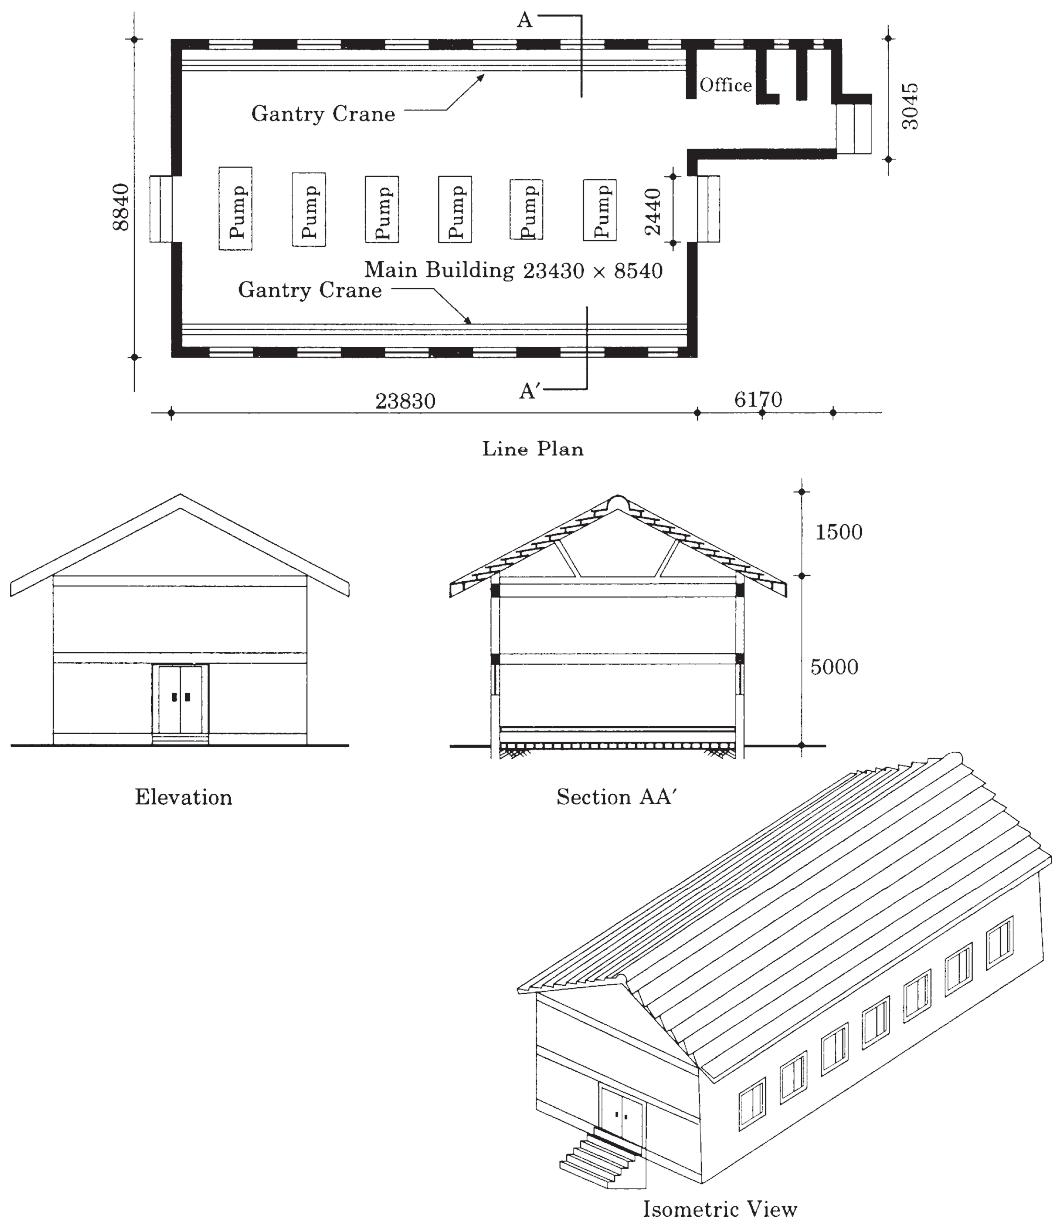 A
Office
3045
Gantry Crane
8840
Pump
Pump
Pump
Pump
Pump
Pump
2440
Main Building 23430 × 8540
Gantry Crane
A′
23830
6170
Line Plan
1500
5000
Elevation
Section AA′
Isometric View